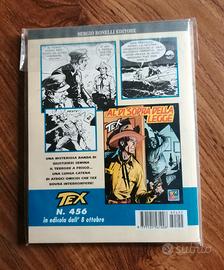 SERGIO BONELLI EDITORE
AL DI SOPRA DELLA
LEGGE
TEX
UNA MISTERIOSA BANDA DI
GIUSTIZIERI SEMINA
IL TERRORE A FRISCO...
UNA LUNGA CATENA
DI ATROCI OMICIDI CHE TEX
DOVRÀ INTERROMPERE!
TEX
N. 456
in edicola dall' 8 ottobre
Subito